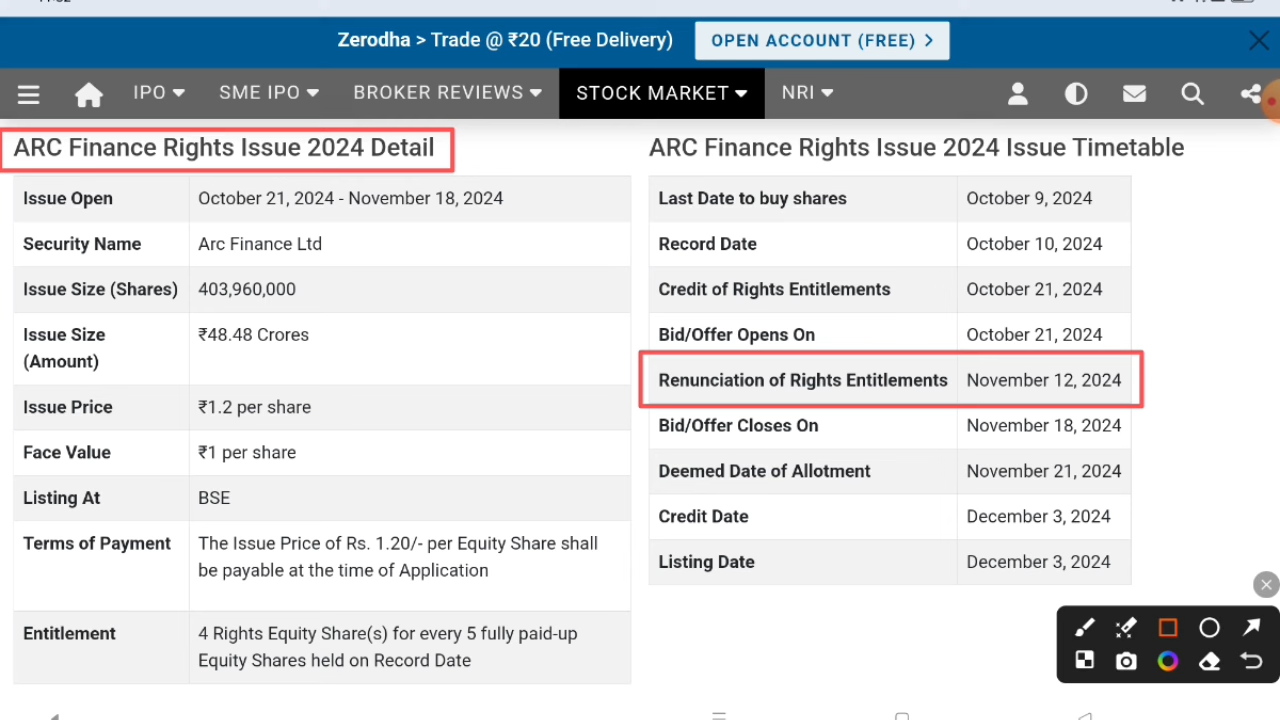 Zerodha > Trade @ ₹20 (Free Delivery) OPEN ACCOUNT (FREE) >
IPO SME IPO BROKER REVIEWS STOCK MARKET NRI
ARC Finance Rights Issue 2024 Detail
Issue Open October 21, 2024 - November 18, 2024
Security Name Arc Finance Ltd
Issue Size (Shares) 403,960,000
Issue Size
(Amount)
₹48.48 Crores
Issue Price ₹1.2 per share
Face Value ₹1 per share
Listing At BSE
Terms of Payment The Issue Price of Rs. 1.20/- per Equity Share shall
be payable at the time of Application
Entitlement 4 Rights Equity Share(s) for every 5 fully paid-up
Equity Shares held on Record Date
ARC Finance Rights Issue 2024 Issue Timetable
Last Date to buy shares October 9, 2024
Record Date October 10, 2024
Credit of Rights Entitlements October 21, 2024
Bid/Offer Opens On October 21, 2024
Renunciation of Rights Entitlements November 12, 2024
Bid/Offer Closes On November 18, 2024
Deemed Date of Allotment November 21, 2024
Credit Date December 3, 2024
Listing Date December 3, 2024